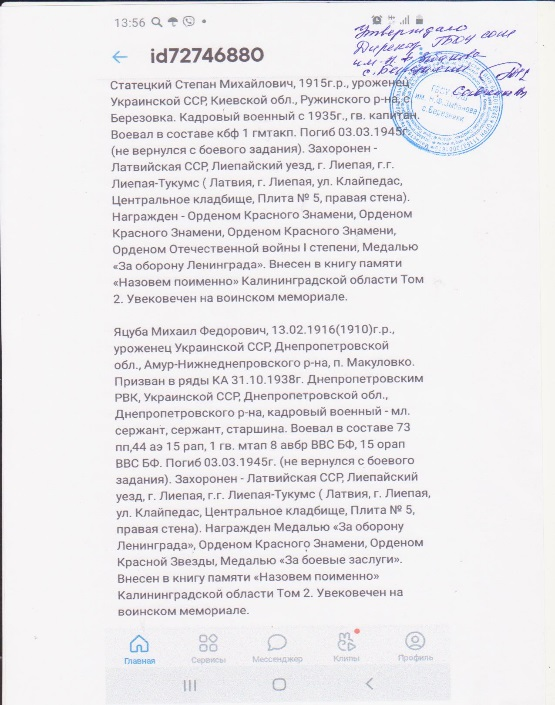 13:56
id72746880
Утверждаю
Директор
Статецкий Степан Михайлович, 1915г.р., уроженец
Украинской ССР, Киевской обл., Ружинского р-на, с.
Березовка. Кадровый военный с 1935г., гв. капитан.
Воевал в составе кбф 1 гмтакп. Погиб 03.03.1945г.
(не вернулся с боевого задания). Захоронен -
Латвийская ССР, Лиепайский уезд, г. Лиепая, г.г.
Лиепая-Тукумс ( Латвия, г. Лиепая, ул. Клайпедас,
Центральное кладбище, Плита № 5, правая стена).
Награжден - Орденом Красного Знамени, Орденом
Красного Знамени, Орденом Красного Знамени,
Орденом Отечественной войны I степени, Медалью
«За оборону Ленинграда». Внесен в книгу памяти
«Назовем поименно» Калининградской области Том
2. Увековечен на воинском мемориале.
Яцуба Михаил Федорович, 13.02.1916(1910)г.р.,
уроженец Украинской ССР, Днепропетровской
обл., Амур-Нижнеднепровского р-на, п. Макуловко.
Призван в ряды КА 31.10.1938г. Днепропетровским
РВК, Украинской ССР, Днепропетровской обл.,
Днепропетровского р-на, кадровый военный - мл.
сержант, сержант, старшина. Воевал в составе 73
пп,44 аэ 15 рап, 1 гв. мтап 8 авбр ВВС БФ, 15 орап
ВВС БФ. Погиб 03.03.1945г. (не вернулся с боевого
задания). Захоронен - Латвийская ССР, Лиепайский
уезд, г. Лиепая, г.г. Лиепая-Тукумс ( Латвия, г. Лиепая,
ул. Клайпедас, Центральное кладбище, Плита № 5,
правая стена). Награжден Медалью «За оборону
Ленинграда», Орденом Красного Знамени, Орденом
Красной Звезды, Медалью «За боевые заслуги».
Внесен в книгу памяти «Назовем поименно»
Калининградской области Том 2. Увековечен на
воинском мемориале.
Главная Сервисы Мессенджер Клипы Профиль